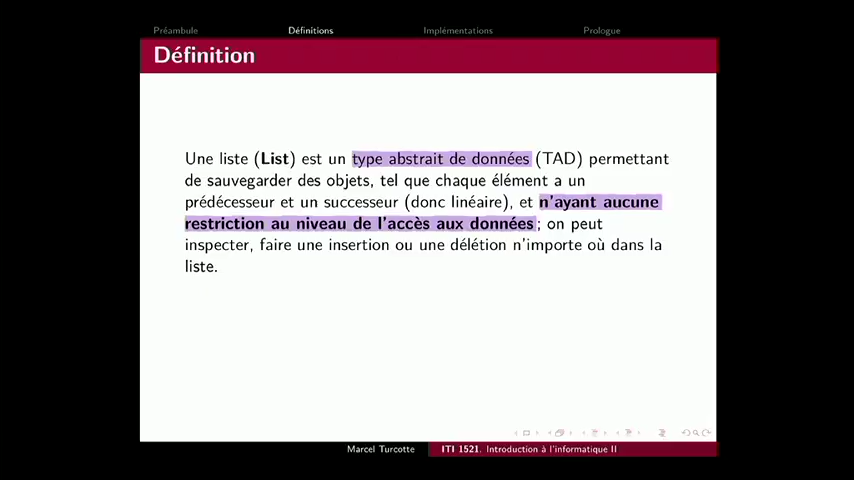 Préambule Définitions Implémentations Prologue
Définition
Une liste (List) est un type abstrait de données (TAD) permettant
de sauvegarder des objets, tel que chaque élément a un
prédécesseur et un successeur (donc linéaire), et n'ayant aucune
restriction au niveau de l'accès aux données; on peut
inspecter, faire une insertion ou une délétion n'importe où dans la
liste.
Marcel Turcotte ITI 1521. Introduction à l'informatique II